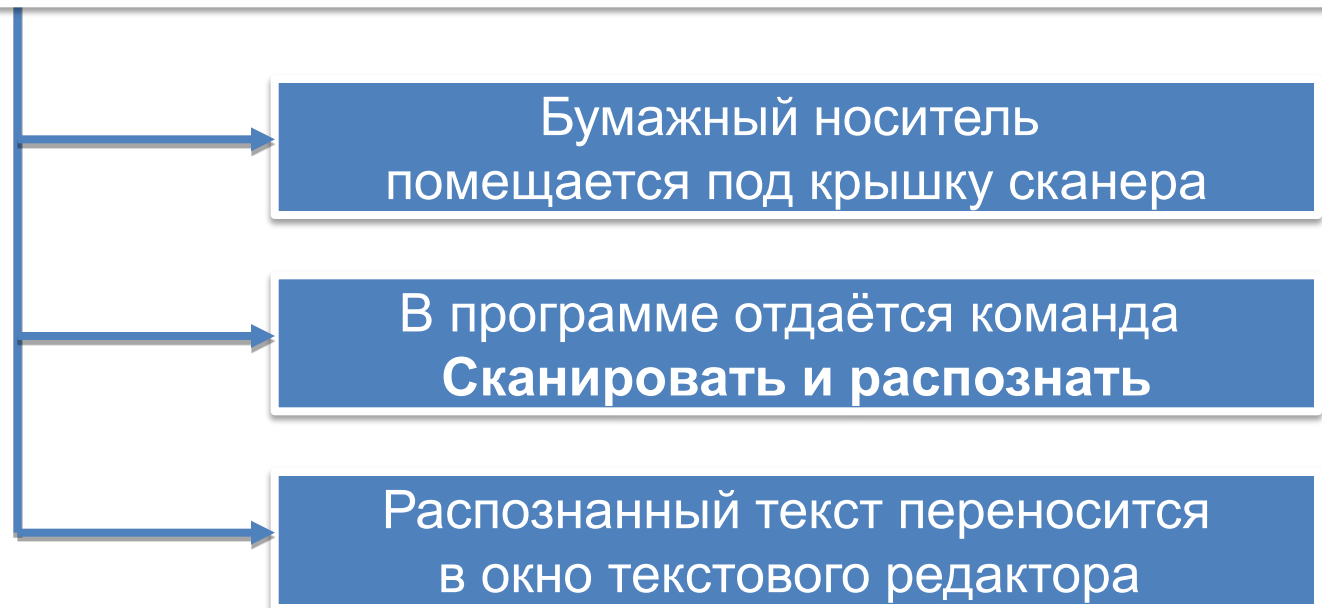 Бумажный носитель
помещается под крышку сканера
В программе отдаётся команда
Сканировать и распознать
Распознанный текст переносится
в окно текстового редактора